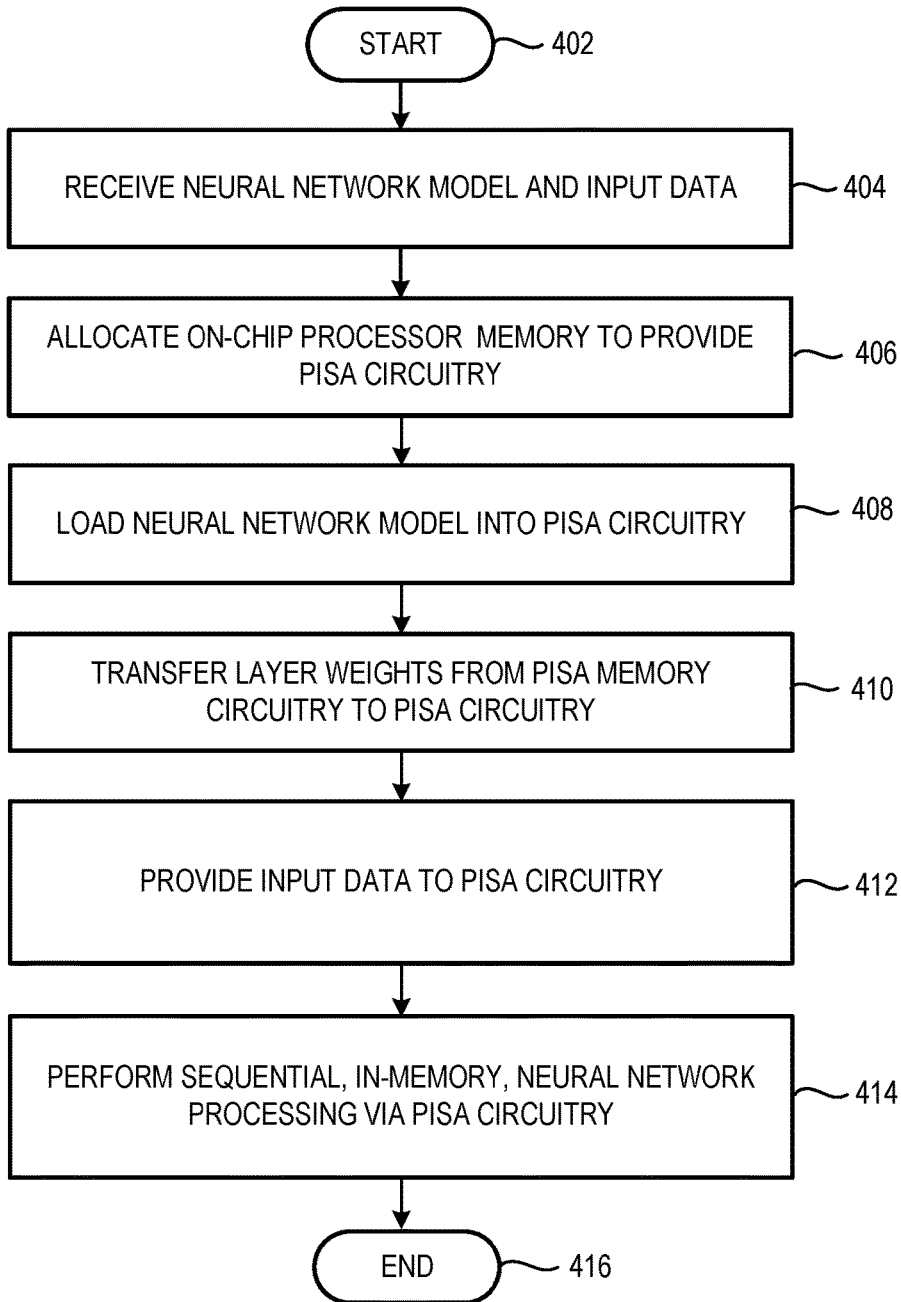 START
402
RECEIVE NEURAL NETWORK MODEL AND INPUT DATA
404
ALLOCATE ON-CHIP PROCESSOR MEMORY TO PROVIDE
PISA CIRCUITRY
406
LOAD NEURAL NETWORK MODEL INTO PISA CIRCUITRY
408
TRANSFER LAYER WEIGHTS FROM PISA MEMORY
CIRCUITRY TO PISA CIRCUITRY
410
PROVIDE INPUT DATA TO PISA CIRCUITRY
412
PERFORM SEQUENTIAL, IN-MEMORY, NEURAL NETWORK
PROCESSING VIA PISA CIRCUITRY
414
END
416